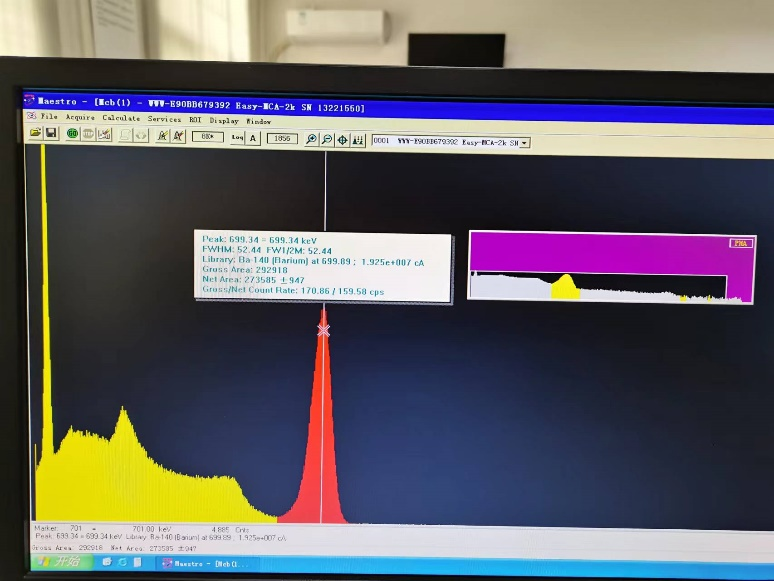 Maestro - [Mcb(1) - WWW-E90BB679392 Easy-MCA-2k SN 13221550]
File Acquire Calculate Services ROI Display Window
Log A 1856 0001 WWW-E90BB679392 Easy-MCA-2k SN
Peak: 699.34 = 699.34 keV
FWHM: 52.44 FW1/2M: 52.44
Library: Ba-140 (Barium) at 699.89 ; 1.925e+007 cA
Gross Area: 292918
Net Area: 273585 ±947
Gross/Net Count Rate: 170.86 / 159.58 cps
PHA
Marker: 701 = 701.00 keV 4,885 Cnts
Peak: 699.34 = 699.34 keV Library: Ba-140 (Barium) at 699.89 ; 1.925e+007 cA
Gross Area: 292918 Net Area: 273585 ±947
开始 Maestro - [Mcb(1...